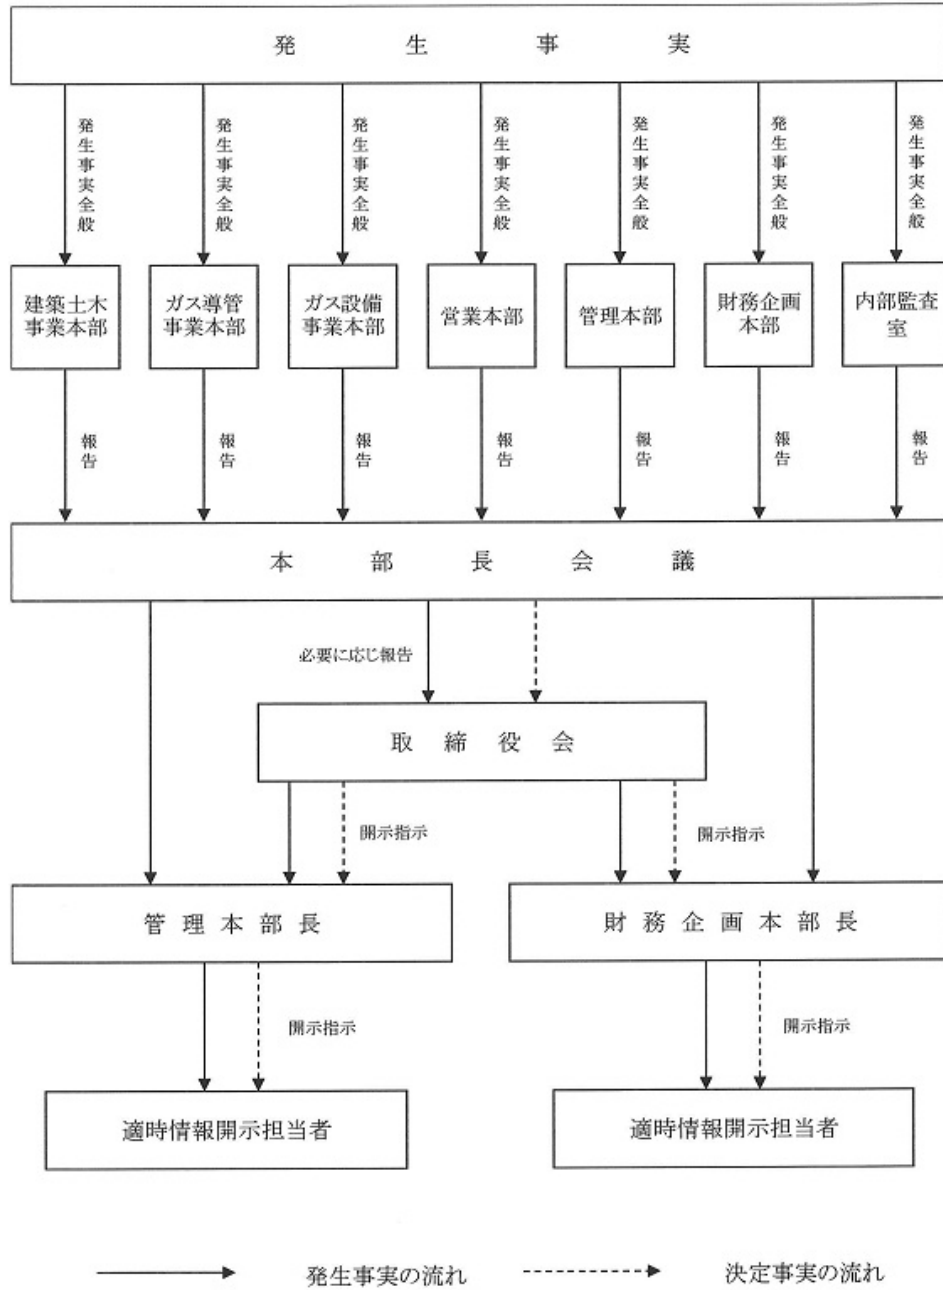 発生事実
発生事実全般
発生事実全般
発生事実全般
発生事実全般
発生事実全般
発生事実全般
発生事実全般
建築土木
事業本部
ガス導管
事業本部
ガス設備
事業本部
営業本部
管理本部
財務企画
本部
内部監査
室
報告
報告
報告
報告
報告
報告
報告
本部長会議
必要に応じ報告
取締役会
開示指示
開示指示
管理本部長
財務企画本部長
開示指示
開示指示
適時情報開示担当者
適時情報開示担当者
発生事実の流れ
決定事実の流れ